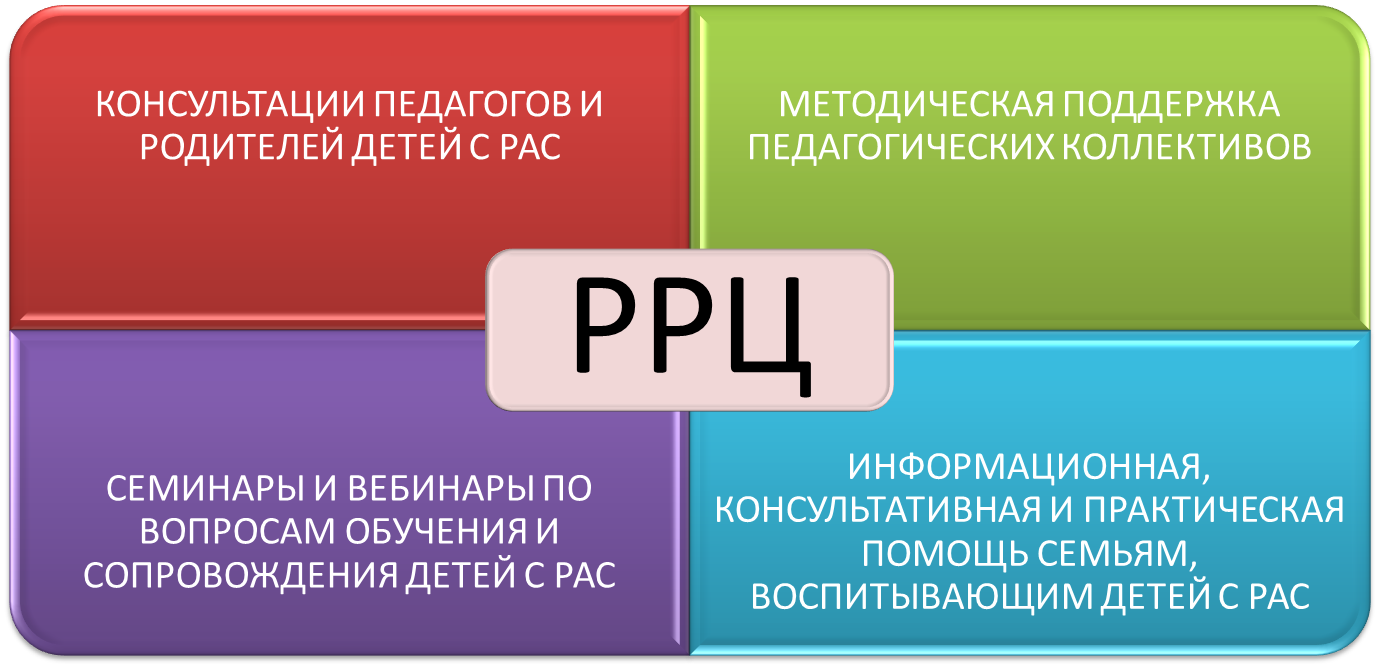 КОНСУЛЬТАЦИИ ПЕДАГОГОВ И
РОДИТЕЛЕЙ ДЕТЕЙ С РАС
МЕТОДИЧЕСКАЯ ПОДДЕРЖКА
ПЕДАГОГИЧЕСКИХ КОЛЛЕКТИВОВ
РРЦ
СЕМИНАРЫ И ВЕБИНАРЫ ПО
ВОПРОСАМ ОБУЧЕНИЯ И
СОПРОВОЖДЕНИЯ ДЕТЕЙ С РАС
ИНФОРМАЦИОННАЯ,
КОНСУЛЬТАТИВНАЯ И ПРАКТИЧЕСКАЯ
ПОМОЩЬ СЕМЬЯМ,
ВОСПИТЫВАЮЩИМ ДЕТЕЙ С РАС